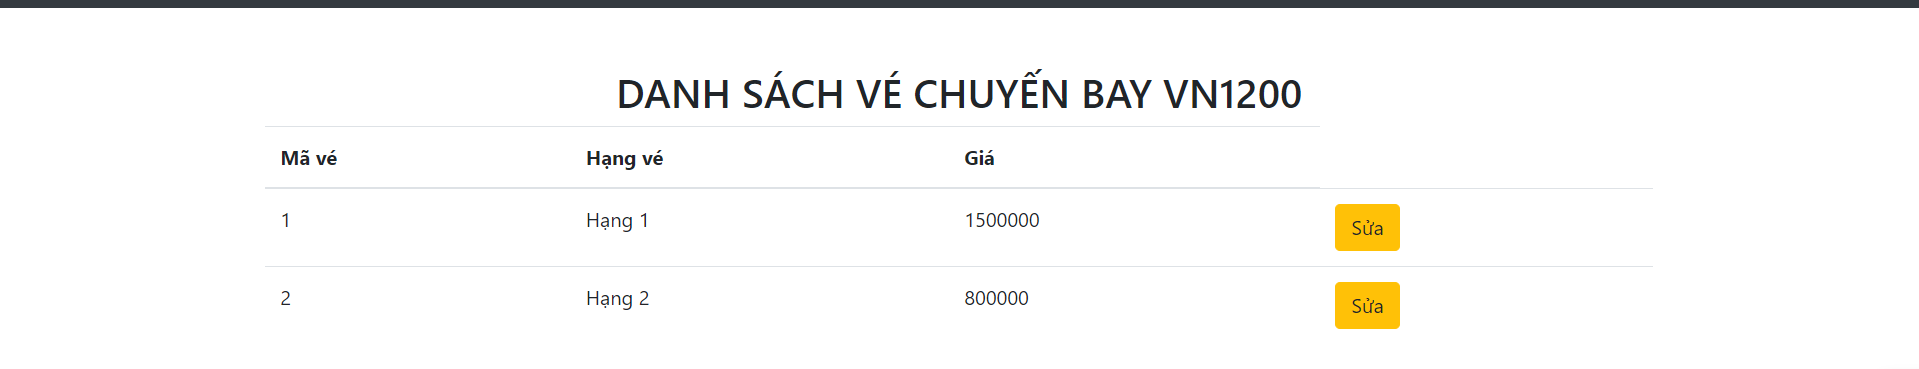 DANH SÁCH VÉ CHUYẾN BAY VN1200
Mã vé Hạng vé Giá
1 Hạng 1 1500000 Sửa
2 Hạng 2 800000 Sửa